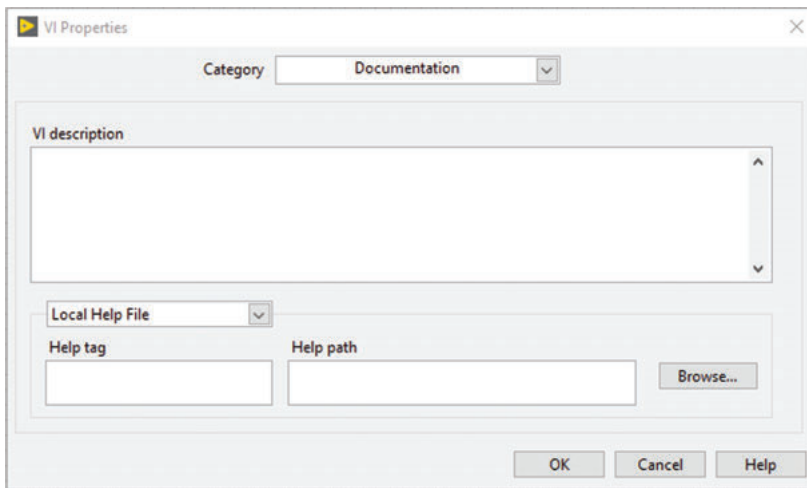 VI Properties
Category Documentation
VI description
Local Help File
Help tag Help path
Browse...
OK Cancel Help